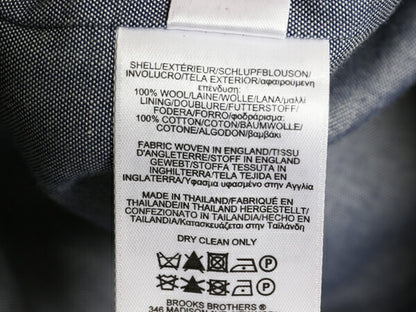 SHELL/EXTÉRIEUR/SCHLUPFBLOUSON/
INVOLUCRO/TELA EXTERIOR/αφαιρούμενη
επένδυση:
100% WOOL/LAINE/WOLLE/LANA/μαλλί
LINING/DOUBLURE/FUTTERSTOFF/
FODERA/FORRO/φοδράρισμα:
100% COTTON/COTON/BAUMWOLLE/
COTONE/ALGODON/βαμβάκι
FABRIC WOVEN IN ENGLAND/TISSU
D'ANGLETERRE/STOFF IN ENGLAND
GEWEBT/STOFFA TESSUTA IN
INGHILTERRA/TELA TEJIDA EN
INGLATERRA/Υφασμα υφασμένο στην Αγγλία
MADE IN THAILAND/FABRIQUÉ EN
THAILANDE/IN THAILAND HERGESTELLT/
CONFEZIONATO IN TAILANDIA/HECHO EN
TAILANDIA/Κατασκευάζεται στην Ταϊλάνδη
DRY CLEAN ONLY
P
P
BROOKS BROTHERS ®
346 MADISON